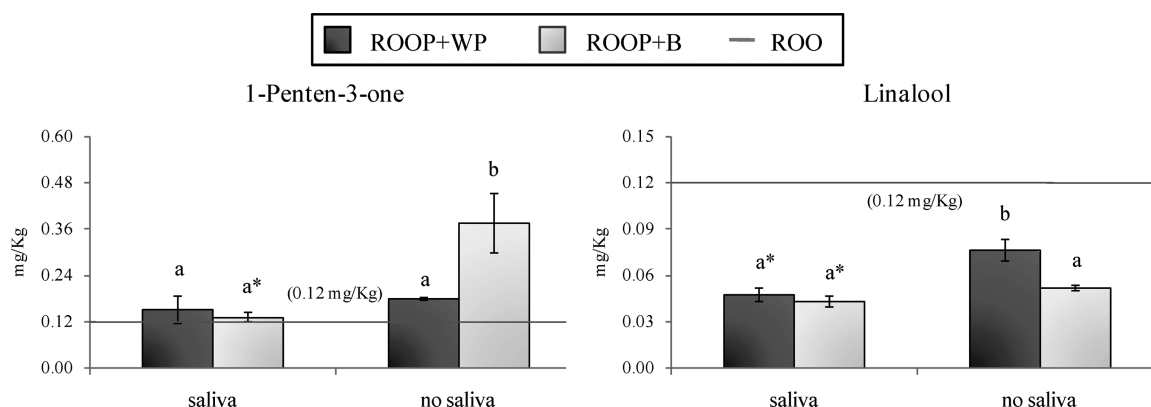 ROOP+WP ROOP+B ROO
1-Penten-3-one
mg/Kg
0.60
0.48
0.36
0.24
0.12
0.00
a
a*
(0.12 mg/Kg)
a
b
saliva no saliva
Linalool
mg/Kg
0.15
0.12
0.09
0.06
0.03
0.00
(0.12 mg/Kg)
a*
a*
b
a
saliva no saliva